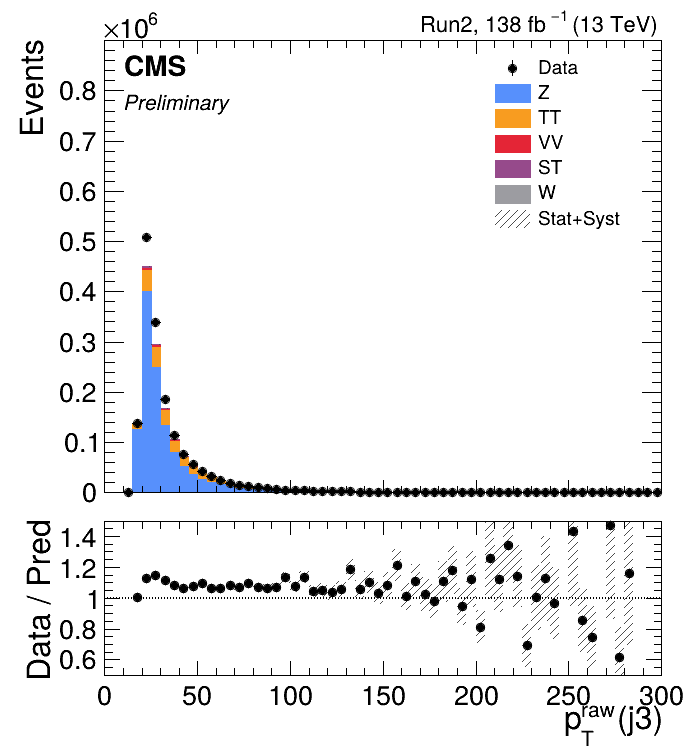 ×10⁶
Run2, 138 fb⁻¹ (13 TeV)
CMS
Preliminary
Events
Data
Z
TT
VV
ST
W
Stat+Syst
0.8
0.7
0.6
0.5
0.4
0.3
0.2
0.1
0
Data / Pred
1.4
1.2
1
0.8
0.6
0 50 100 150 200 250 300
p_T^raw(j3)